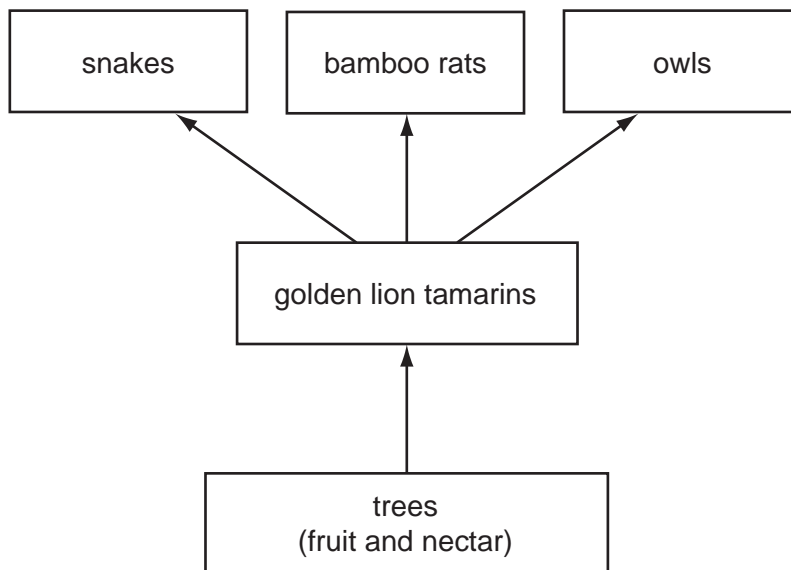 snakes
bamboo rats
owls
golden lion tamarins
trees
(fruit and nectar)